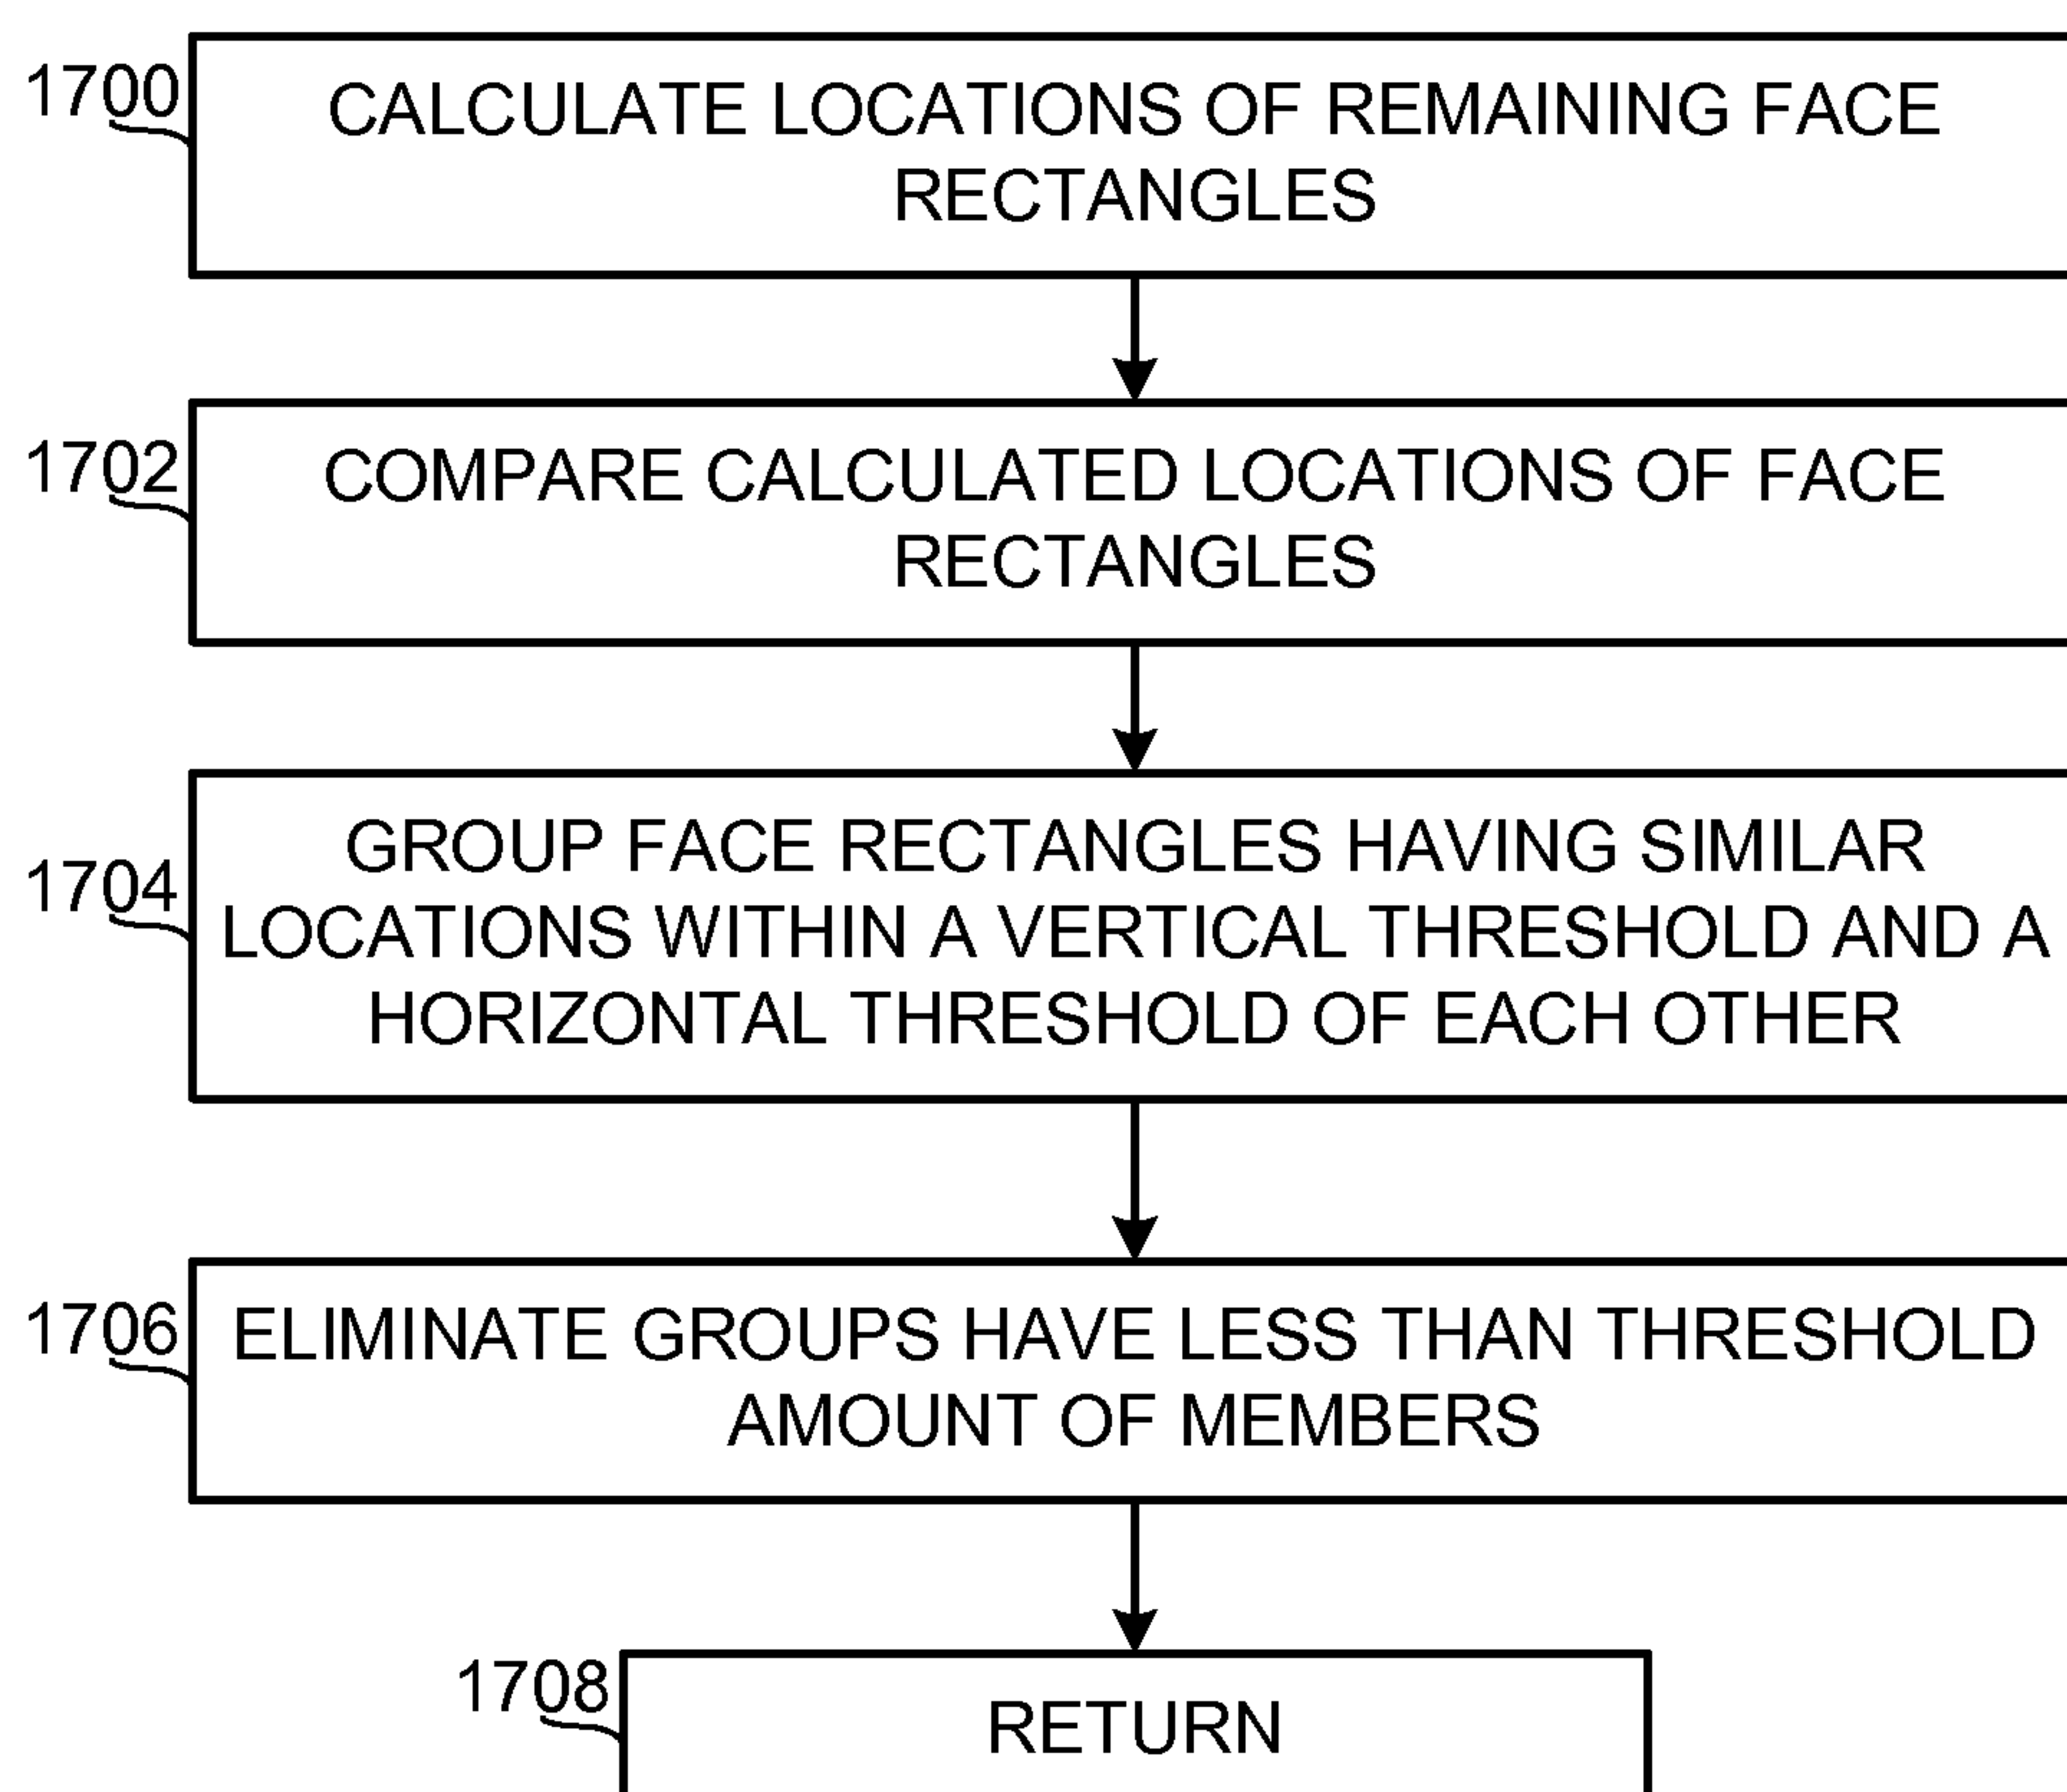 1700
CALCULATE LOCATIONS OF REMAINING FACE
RECTANGLES
1702
COMPARE CALCULATED LOCATIONS OF FACE
RECTANGLES
1704
GROUP FACE RECTANGLES HAVING SIMILAR
LOCATIONS WITHIN A VERTICAL THRESHOLD AND A
HORIZONTAL THRESHOLD OF EACH OTHER
1706
ELIMINATE GROUPS HAVE LESS THAN THRESHOLD
AMOUNT OF MEMBERS
1708
RETURN